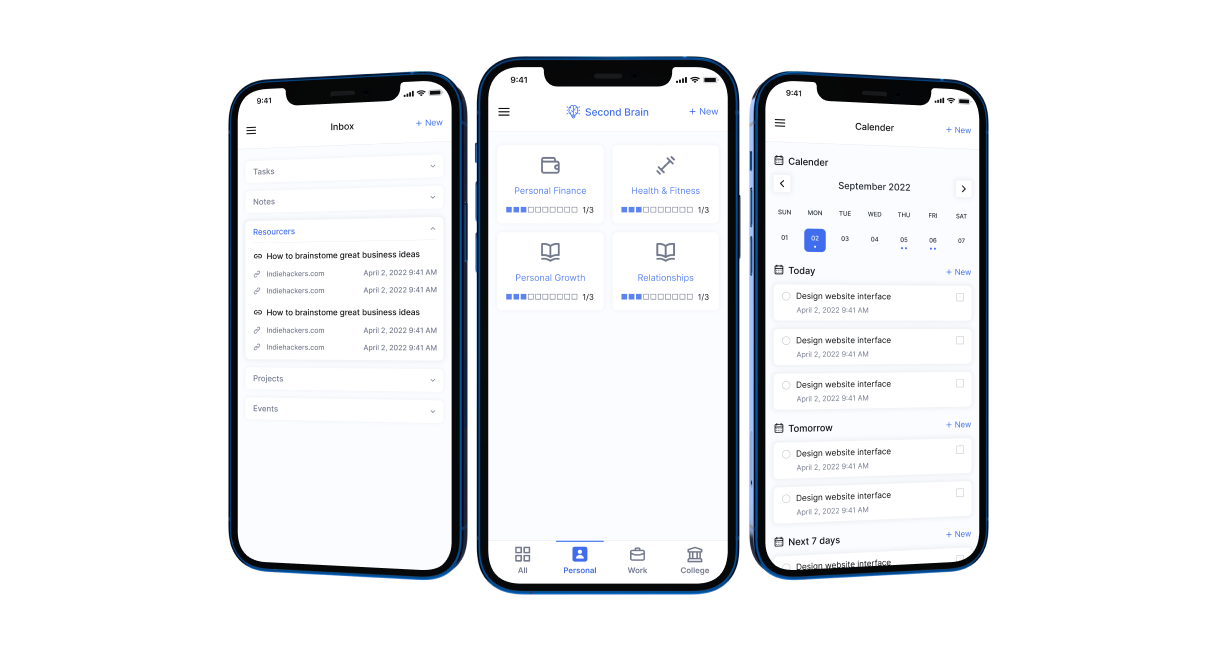 9:41
Inbox
+ New
Tasks
Notes
Resourcers
How to brainstome great business ideas
Indiehackers.com April 2, 2022 9:41 AM
Indiehackers.com April 2, 2022 9:41 AM
How to brainstome great business ideas
Indiehackers.com April 2, 2022 9:41 AM
Indiehackers.com April 2, 2022 9:41 AM
Projects
Events
9:41
Second Brain
+ New
Personal Finance
1/3
Health & Fitness
1/3
Personal Growth
1/3
Relationships
1/3
All Personal Work College
9:41
Calender
+ New
Calender
September 2022
SUN MON TUE WED THU FRI SAT
01 02 03 04 05 06 07
Today + New
Design website interface
April 2, 2022 9:41 AM
Design website interface
April 2, 2022 9:41 AM
Design website interface
April 2, 2022 9:41 AM
Tomorrow + New
Design website interface
April 2, 2022 9:41 AM
Design website interface
April 2, 2022 9:41 AM
Next 7 days + New
Design website interface